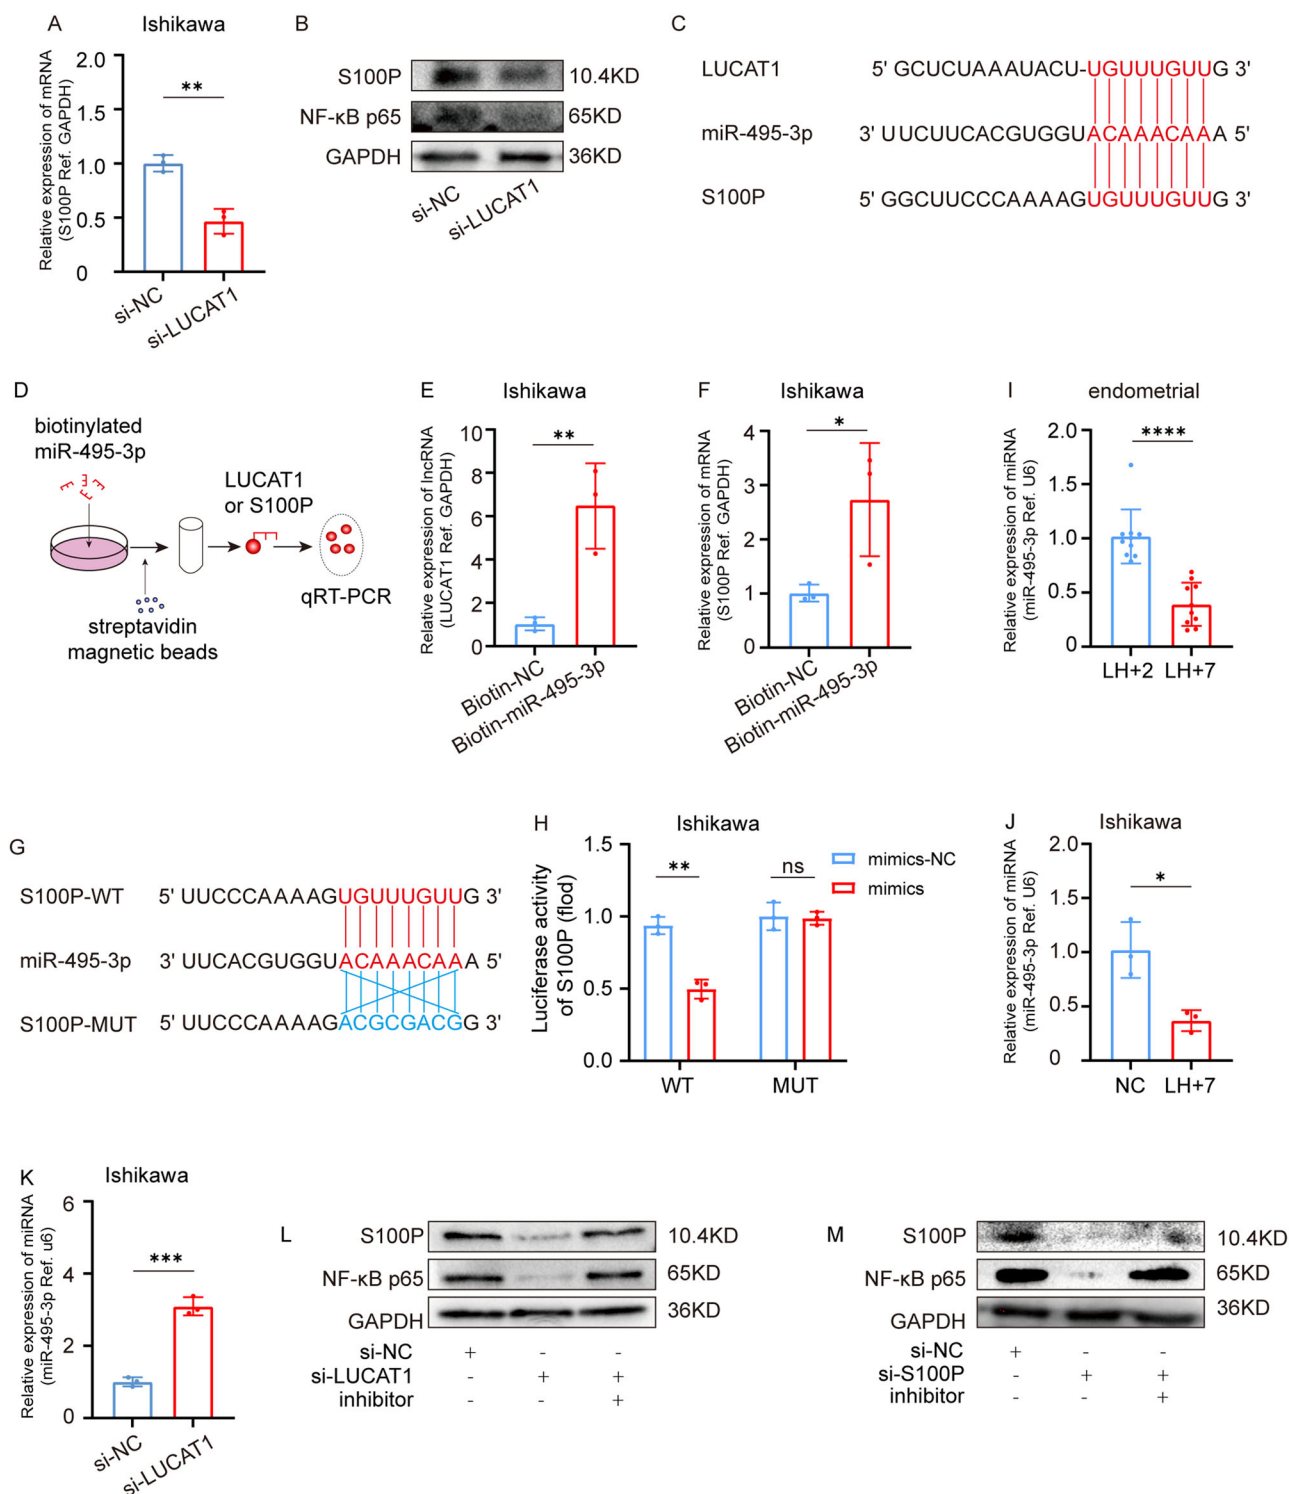 A
Ishikawa
Relative expression of mRNA
(S100P Ref. GAPDH)
2.0
1.5
1.0
0.5
0
**
si-NC
si-LUCAT1
B
S100P
10.4KD
NF-κB p65
65KD
GAPDH
36KD
si-NC
si-LUCAT1
C
LUCAT1
5' GCUCUAAAUACU-UGUUUGUUG 3'
miR-495-3p
3' UUCUUCACGUGGUACAAACAAA 5'
S100P
5' GGCUUCCCAAAAGUGUUUGUUG 3'
D
biotinylated
miR-495-3p
LUCAT1
or S100P
qRT-PCR
streptavidin
magnetic beads
E
Ishikawa
Relative expression of lncRNA
(LUCAT1 Ref. GAPDH)
10
8
6
4
2
0
**
Biotin-NC
Biotin-miR-495-3p
F
Ishikawa
Relative expression of mRNA
(S100P Ref. GAPDH)
4
3
2
1
0
*
Biotin-NC
Biotin-miR-495-3p
I
endometrial
Relative expression of miRNA
(miR-495-3p Ref. U6)
2.0
1.5
1.0
0.5
0
****
LH+2
LH+7
G
S100P-WT
5' UUCCCAAAAGUGUUUGUUG 3'
miR-495-3p
3' UUCACGUGGUACAAACAAA 5'
S100P-MUT
5' UUCCCAAAAGACGCGACGG 3'
H
Ishikawa
Luciferase activity
of S100P (flod)
1.5
1.0
0.5
0.0
**
ns
mimics-NC
mimics
WT
MUT
J
Ishikawa
Relative expression of miRNA
(miR-495-3p Ref. U6)
2.0
1.5
1.0
0.5
0
*
NC
LH+7
K
Ishikawa
Relative expression of miRNA
(miR-495-3p Ref. u6)
6
4
2
0
***
si-NC
si-LUCAT1
L
S100P
10.4KD
NF-κB p65
65KD
GAPDH
36KD
si-NC + - -
si-LUCAT1 - + +
inhibitor - - +
M
S100P
10.4KD
NF-κB p65
65KD
GAPDH
36KD
si-NC + - -
si-S100P - + +
inhibitor - - +